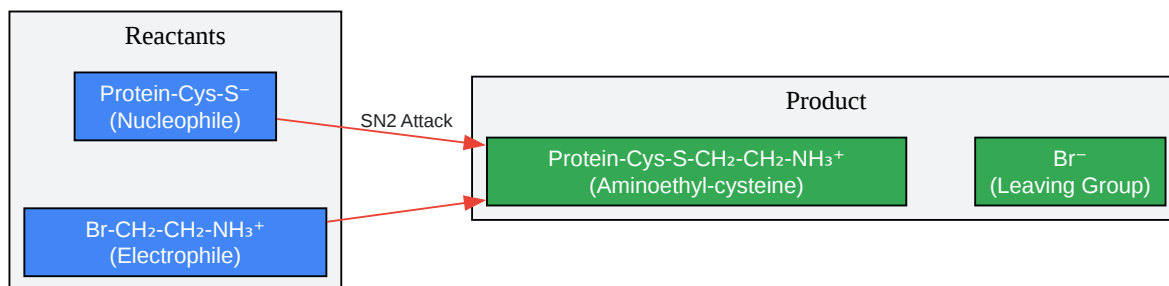 Reactants
Protein-Cys-S⁻
(Nucleophile)
Br-CH₂-CH₂-NH₃⁺
(Electrophile)
SN2 Attack
Product
Protein-Cys-S-CH₂-CH₂-NH₃⁺
(Aminoethyl-cysteine)
Br⁻
(Leaving Group)